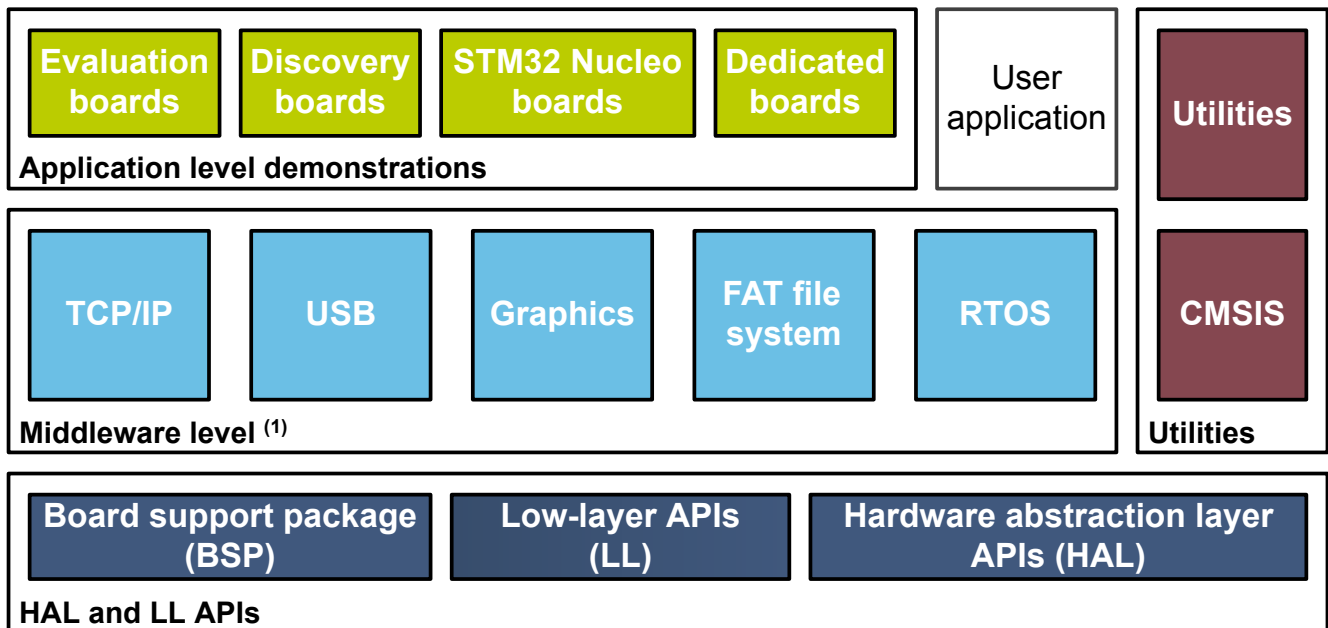 Evaluation
boards
Discovery
boards
STM32 Nucleo
boards
Dedicated
boards
Application level demonstrations
User
application
Utilities
TCP/IP
USB
Graphics
FAT file
system
RTOS
CMSIS
Middleware level (1)
Utilities
Board support package
(BSP)
Low-layer APIs
(LL)
Hardware abstraction layer
APIs (HAL)
HAL and LL APIs